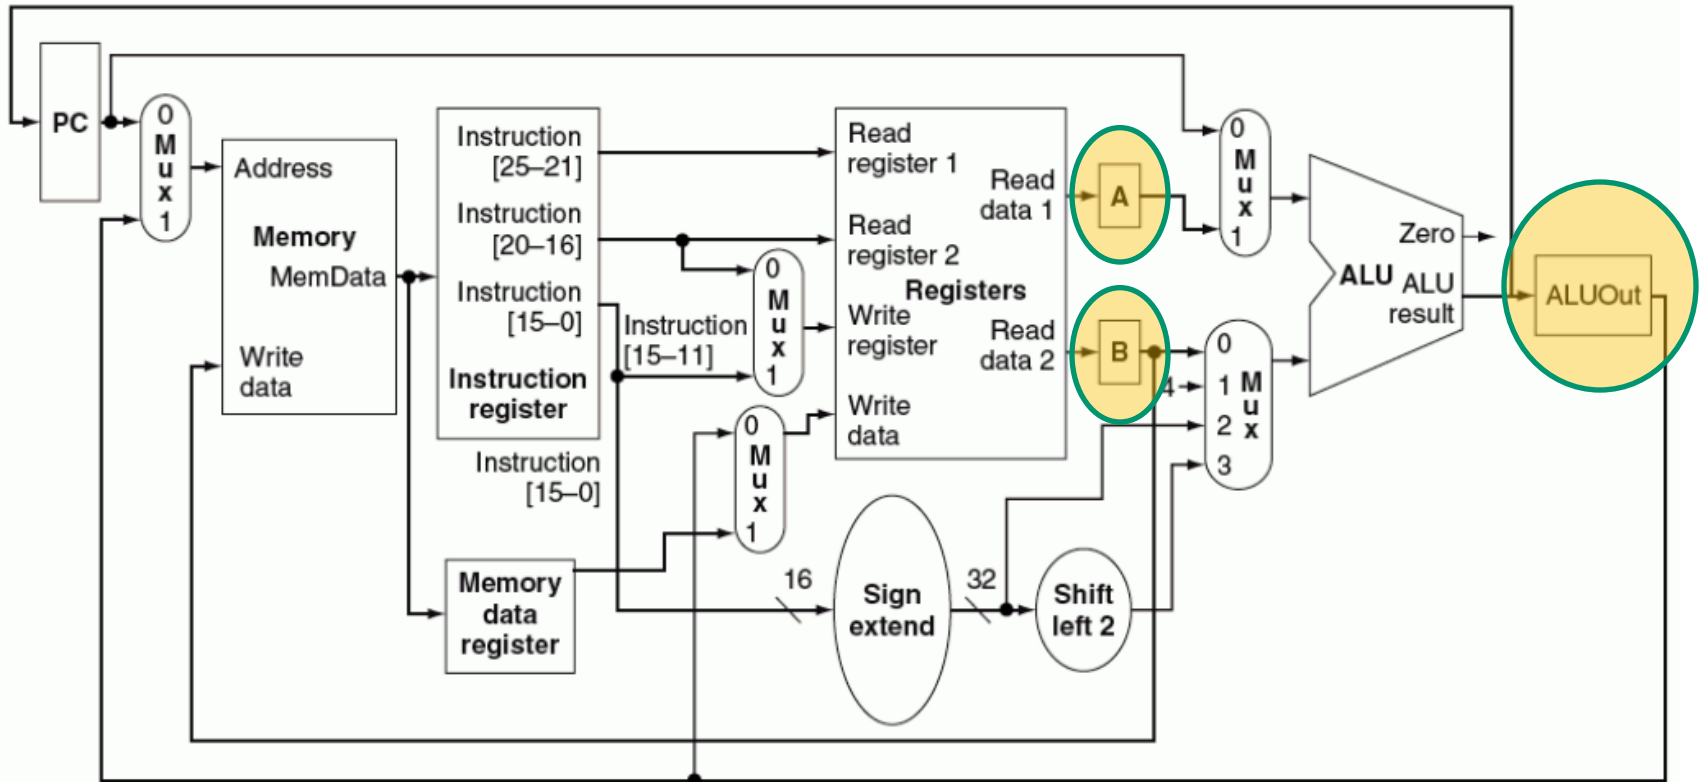 PC
0
M
u
x
1
Address
Memory
MemData
Write
data
Instruction
[25–21]
Instruction
[20–16]
Instruction
[15–0]
Instruction
register
Instruction
[15–11]
Instruction
[15–0]
Memory
data
register
0
M
u
x
1
0
M
u
x
1
16
Sign
extend
32
Shift
left 2
Read
register 1
Read
register 2
Registers
Write
register
Write
data
Read
data 1
Read
data 2
A
B
4
0
M
u
x
1
0
1 M
u
2 x
3
Zero
ALU
ALU
result
ALUOut